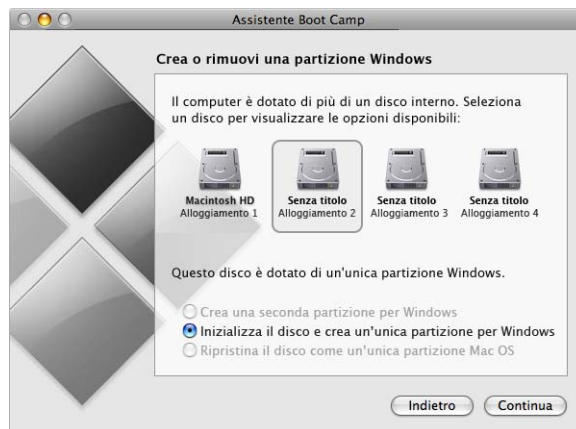 Assistente Boot Camp
Crea o rimuovi una partizione Windows
Il computer è dotato di più di un disco interno. Seleziona
un disco per visualizzare le opzioni disponibili:
Macintosh HD
Alloggiamento 1
Senza titolo
Alloggiamento 2
Senza titolo
Alloggiamento 3
Senza titolo
Alloggiamento 4
Questo disco è dotato di un'unica partizione Windows.
Crea una seconda partizione per Windows
Inizializza il disco e crea un'unica partizione per Windows
Ripristina il disco come un'unica partizione Mac OS
Indietro
Continua